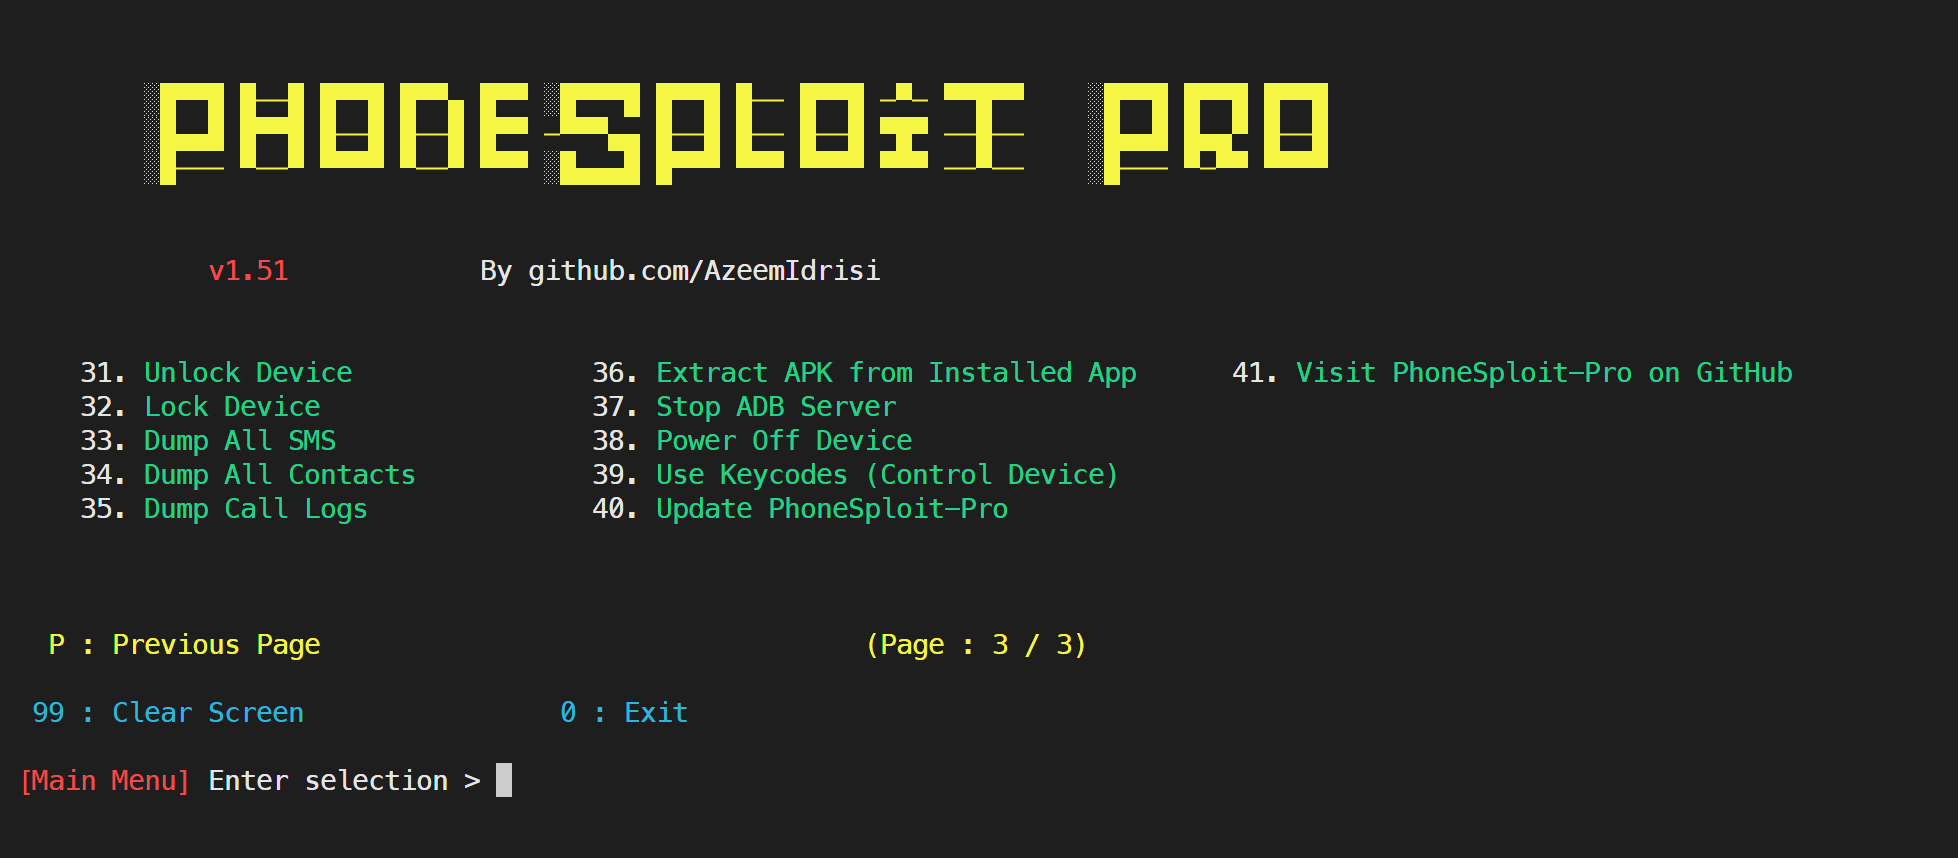 PHONESPLOIT PRO
v1.51 By github.com/AzeemIdrisi
31. Unlock Device 36. Extract APK from Installed App 41. Visit PhoneSploit-Pro on GitHub
32. Lock Device 37. Stop ADB Server
33. Dump All SMS 38. Power Off Device
34. Dump All Contacts 39. Use Keycodes (Control Device)
35. Dump Call Logs 40. Update PhoneSploit-Pro
P : Previous Page (Page : 3 / 3)
99 : Clear Screen 0 : Exit
[Main Menu] Enter selection >